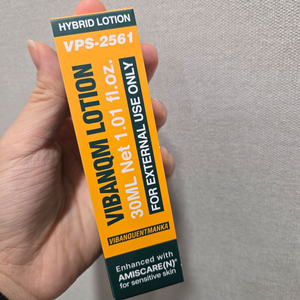 HYBRID LOTION
VPS-2561
VIBANQM LOTION
30ML Net 1.01 fl.oz.
FOR EXTERNAL USE ONLY
VIBANQUENTMANKA
Enhanced with
AMISCARE(N)®
for sensitive skin